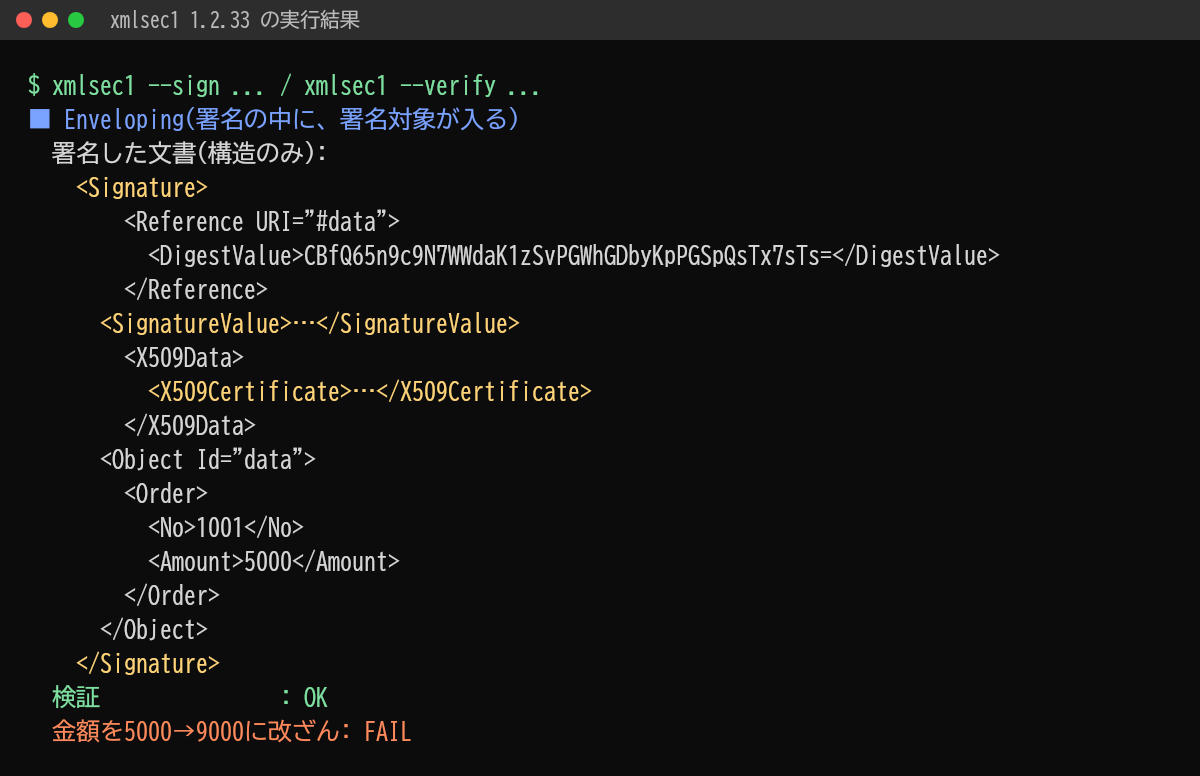 xmlsec1 1.2.33 の実行結果
$ xmlsec1 --sign ... / xmlsec1 --verify ...
■ Enveloping(署名の中に、署名対象が入る)
署名した文書(構造のみ):
<Signature>
<Reference URI="#data">
<DigestValue>CBfQ65n9c9N7WWdaK1zSvPGWhGDbyKpPGSpQsTx7sTs=</DigestValue>
</Reference>
<SignatureValue>…</SignatureValue>
<X509Data>
<X509Certificate>…</X509Certificate>
</X509Data>
<Object Id="data">
<Order>
<No>1001</No>
<Amount>5000</Amount>
</Order>
</Object>
</Signature>
検証 : OK
金額を5000→9000に改ざん: FAIL